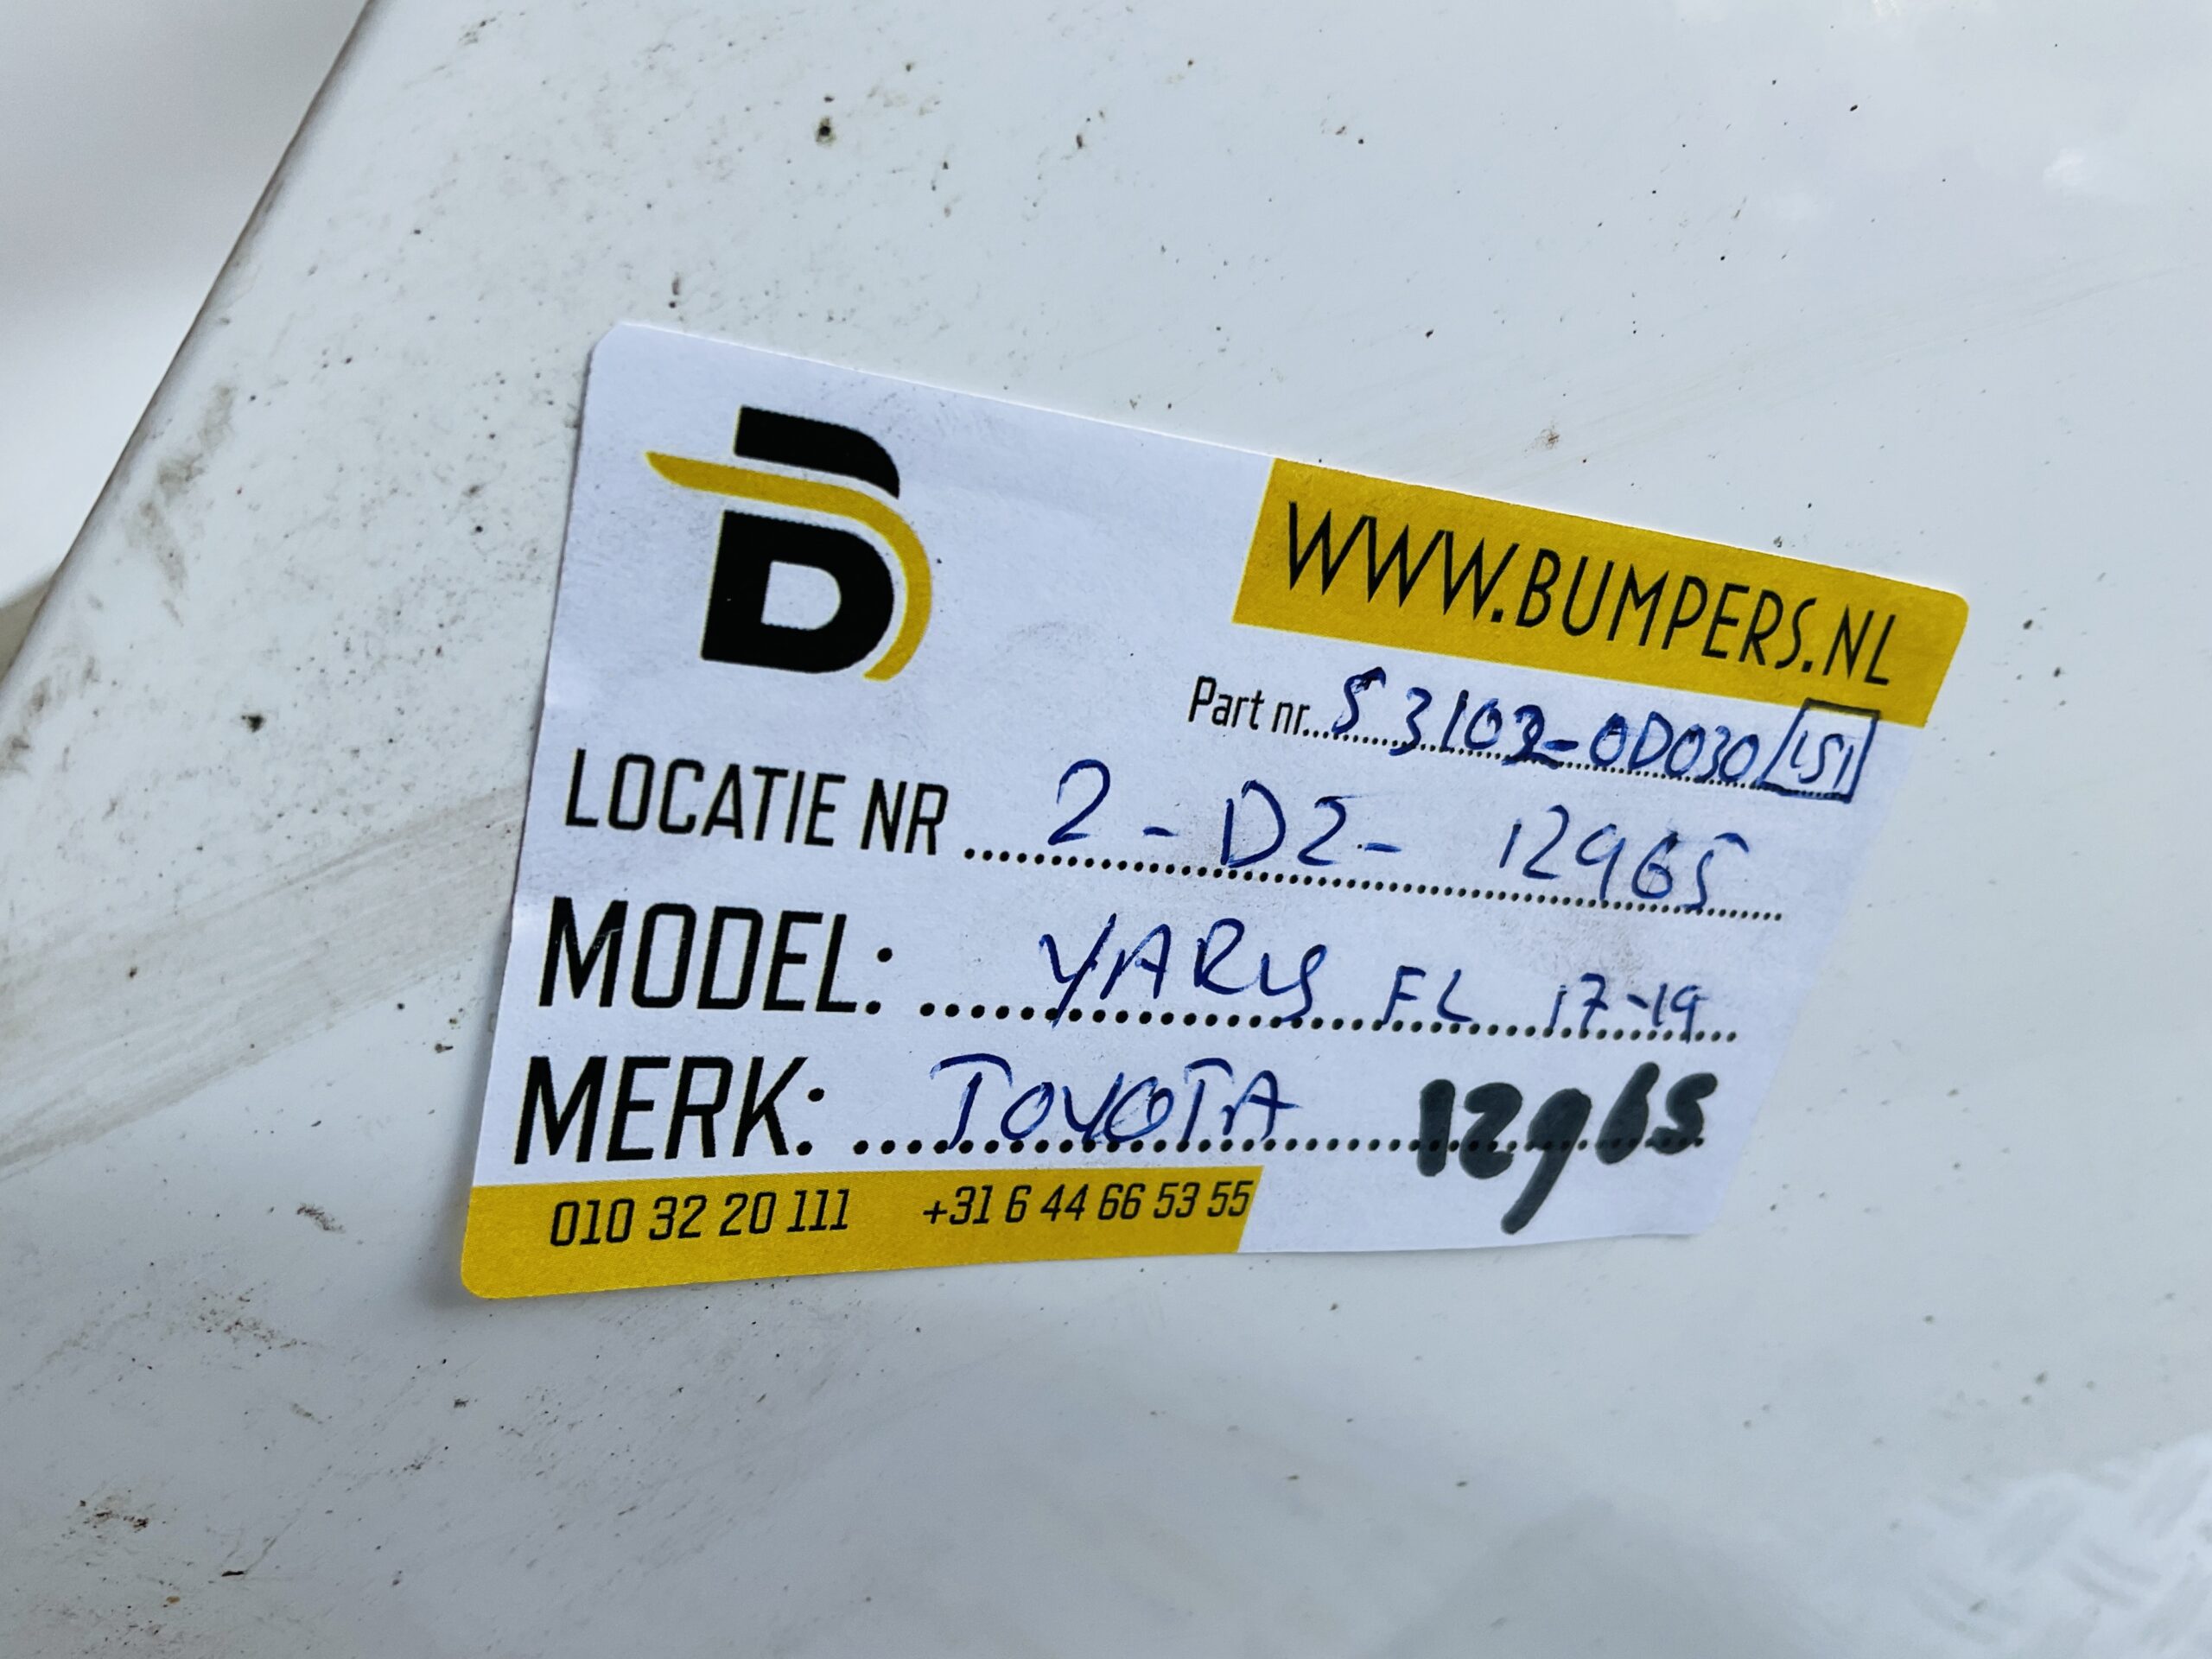 WWW.BUMPERS.NL
Part nr. 53102-0D030 151
LOCATIE NR 2-D2- 12965
MODEL: YARIS FL 17-19
MERK: TOYOTA 12965
010 32 20 111 +31 6 44 66 53 55